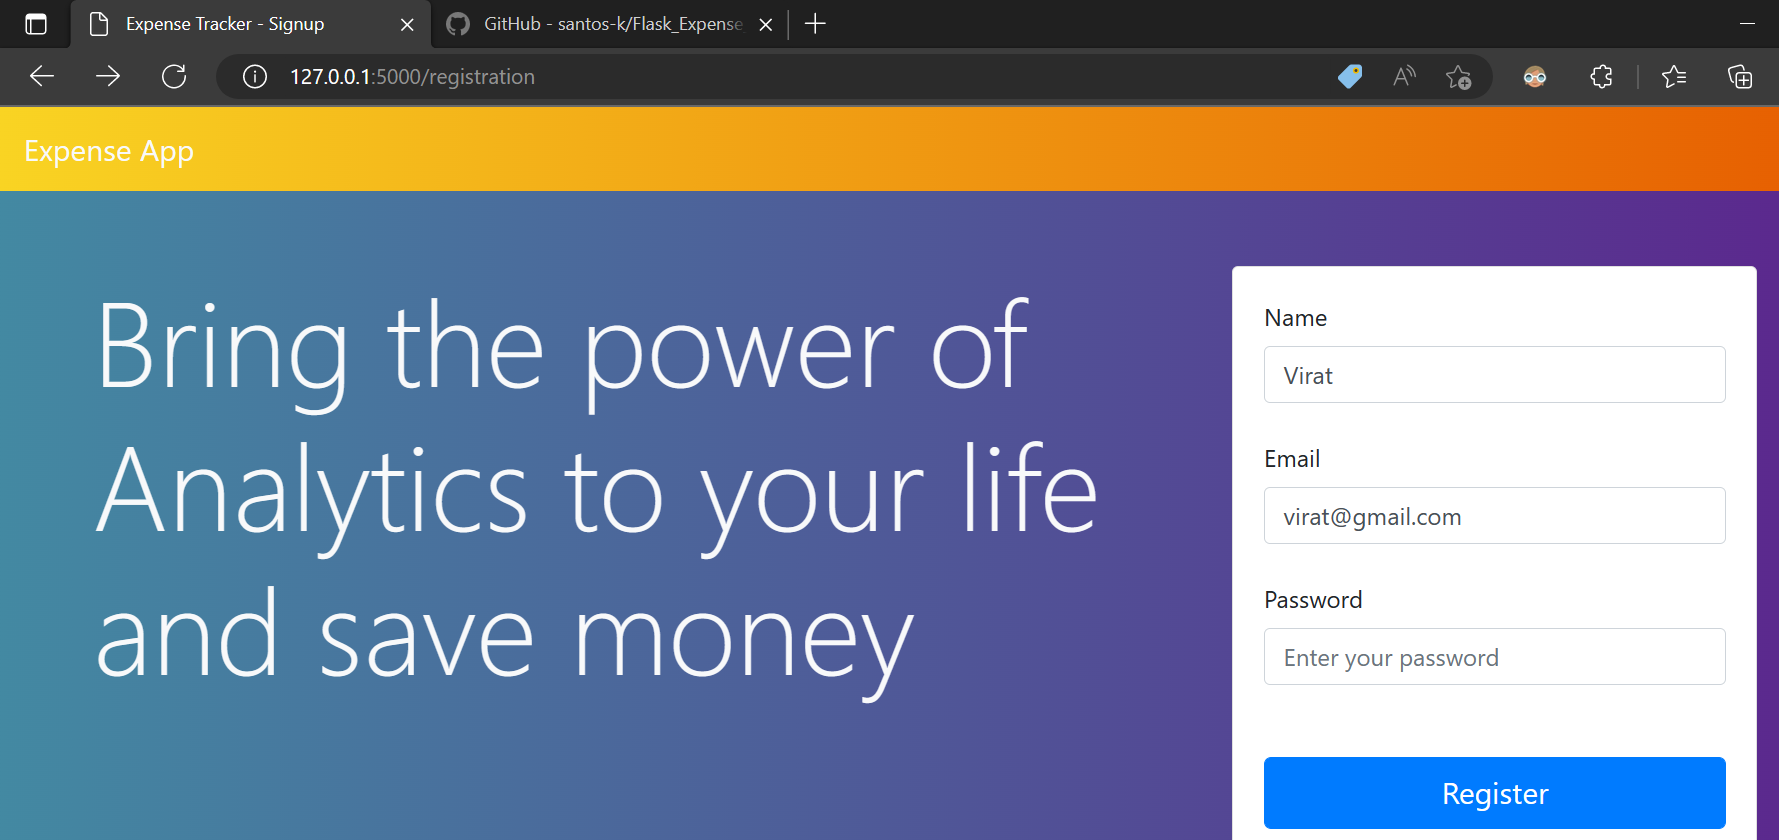 Expense Tracker - Signup
GitHub - santos-k/Flask_Expense
127.0.0.1:5000/registration
Expense App
Bring the power of
Analytics to your life
and save money
Name
Virat
Email
virat@gmail.com
Password
Enter your password
Register